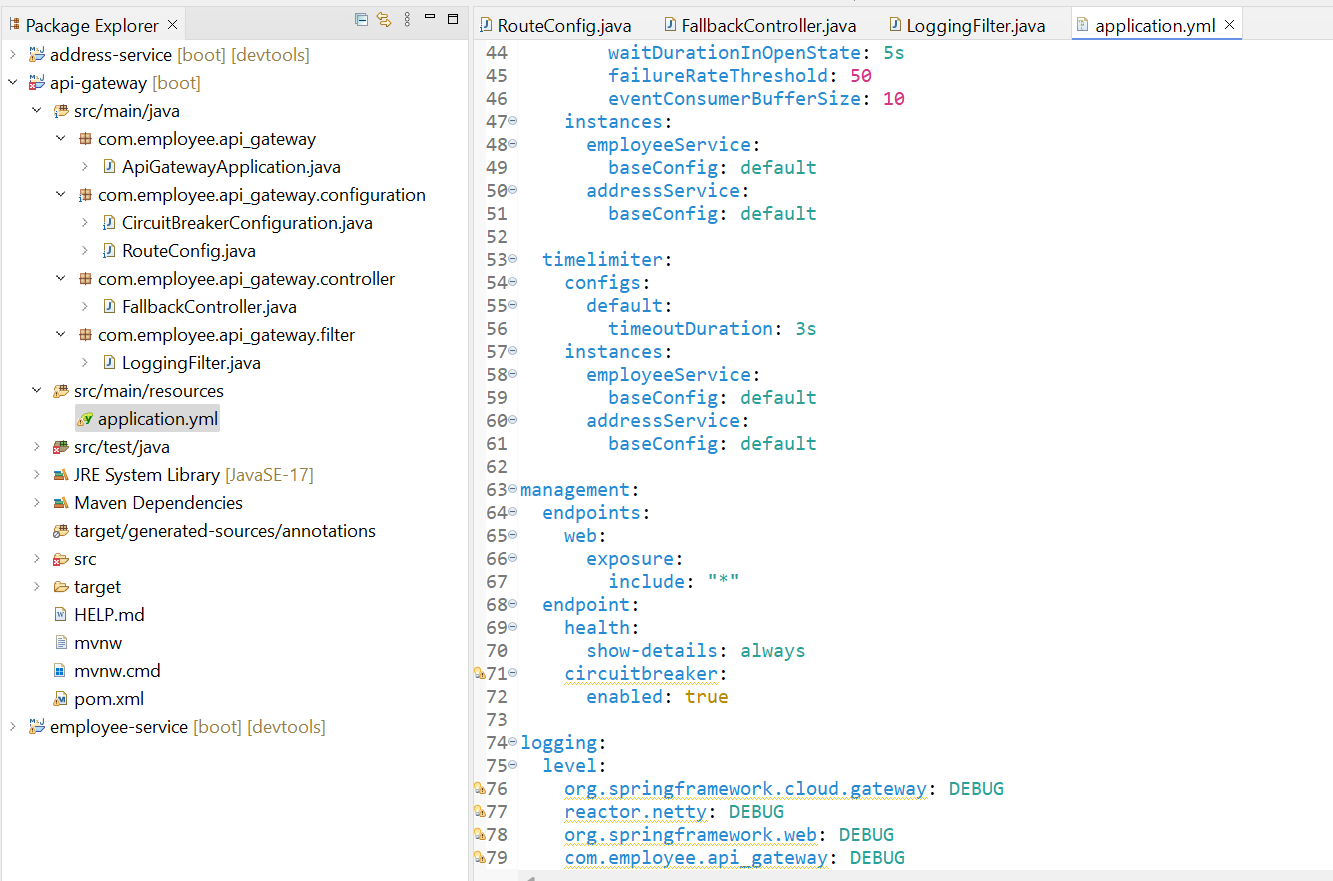 Package Explorer
address-service [boot] [devtools]
api-gateway [boot]
src/main/java
com.employee.api_gateway
ApiGatewayApplication.java
com.employee.api_gateway.configuration
CircuitBreakerConfiguration.java
RouteConfig.java
com.employee.api_gateway.controller
FallbackController.java
com.employee.api_gateway.filter
LoggingFilter.java
src/main/resources
application.yml
src/test/java
JRE System Library [JavaSE-17]
Maven Dependencies
target/generated-sources/annotations
src
target
HELP.md
mvnw
mvnw.cmd
pom.xml
employee-service [boot] [devtools]
RouteConfig.java FallbackController.java LoggingFilter.java application.yml
44 waitDurationInOpenState: 5s
45 failureRateThreshold: 50
46 eventConsumerBufferSize: 10
47 instances:
48 employeeService:
49 baseConfig: default
50 addressService:
51 baseConfig: default
52
53 timelimiter:
54 configs:
55 default:
56 timeoutDuration: 3s
57 instances:
58 employeeService:
59 baseConfig: default
60 addressService:
61 baseConfig: default
62
63 management:
64 endpoints:
65 web:
66 exposure:
67 include: "*"
68 endpoint:
69 health:
70 show-details: always
71 circuitbreaker:
72 enabled: true
73
74 logging:
75 level:
76 org.springframework.cloud.gateway: DEBUG
77 reactor.netty: DEBUG
78 org.springframework.web: DEBUG
79 com.employee.api_gateway: DEBUG